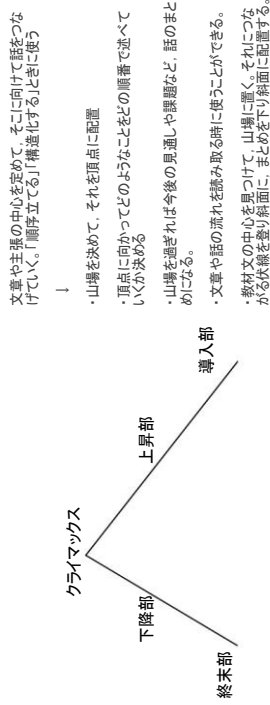 文章や主張の中心を定めて、そこに向けて話をつな
げていく。「順序立てる」「構造化する」ときに使う
↓
・山場を決めて、それを頂点に配置
・頂点に向かってどのようなことをどの順番で述べて
いくか決める
・山場を過ぎれば今後の見通しや課題など、話のまと
めになる。
・文章や話の流れを読み取る時に使うことができる。
・教材文の中心を見つけて、山場に置く。それにつな
がる伏線を登り斜面に、まとめを下り斜面に配置する。
クライマックス
上昇部
下降部
導入部
終末部